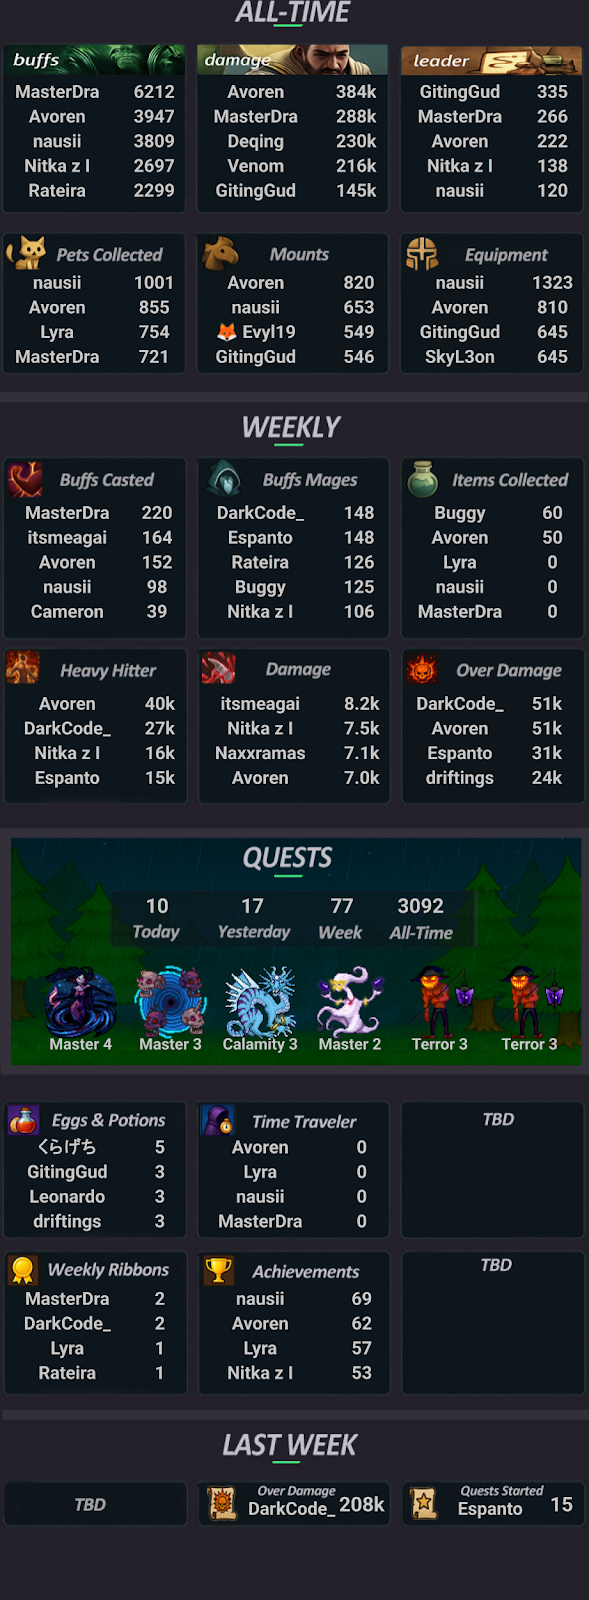 ALL-TIME
buffs
MasterDra 6212
Avoren 3947
nausii 3809
Nitka z l 2697
Rateira 2299
damage
Avoren 384k
MasterDra 288k
Deqing 230k
Venom 216k
GitingGud 145k
leader
GitingGud 335
MasterDra 266
Avoren 222
Nitka z l 138
nausii 120
Pets Collected
nausii 1001
Avoren 855
Lyra 754
MasterDra 721
Mounts
Avoren 820
nausii 653
🦊 Evyl19 549
GitingGud 546
Equipment
nausii 1323
Avoren 810
GitingGud 645
SkyL3on 645
WEEKLY
Buffs Casted
MasterDra 220
itsmeagai 164
Avoren 152
nausii 98
Cameron 39
Buffs Mages
DarkCode_ 148
Espanto 148
Rateira 126
Buggy 125
Nitka z l 106
Items Collected
Buggy 60
Avoren 50
Lyra 0
nausii 0
MasterDra 0
Heavy Hitter
Avoren 40k
DarkCode_ 27k
Nitka z l 16k
Espanto 15k
Damage
itsmeagai 8.2k
Nitka z l 7.5k
Naxxramas 7.1k
Avoren 7.0k
Over Damage
DarkCode_ 51k
Avoren 51k
Espanto 31k
driftings 24k
QUESTS
10 17 77 3092
Today Yesterday Week All-Time
Master 4 Master 3 Calamity 3 Master 2 Terror 3 Terror 3
Eggs & Potions
くらげち 5
GitingGud 3
Leonardo 3
driftings 3
Time Traveler
Avoren 0
Lyra 0
nausii 0
MasterDra 0
TBD
Weekly Ribbons
MasterDra 2
DarkCode_ 2
Lyra 1
Rateira 1
Achievements
nausii 69
Avoren 62
Lyra 57
Nitka z l 53
TBD
LAST WEEK
TBD
Over Damage
DarkCode_ 208k
Quests Started
Espanto 15